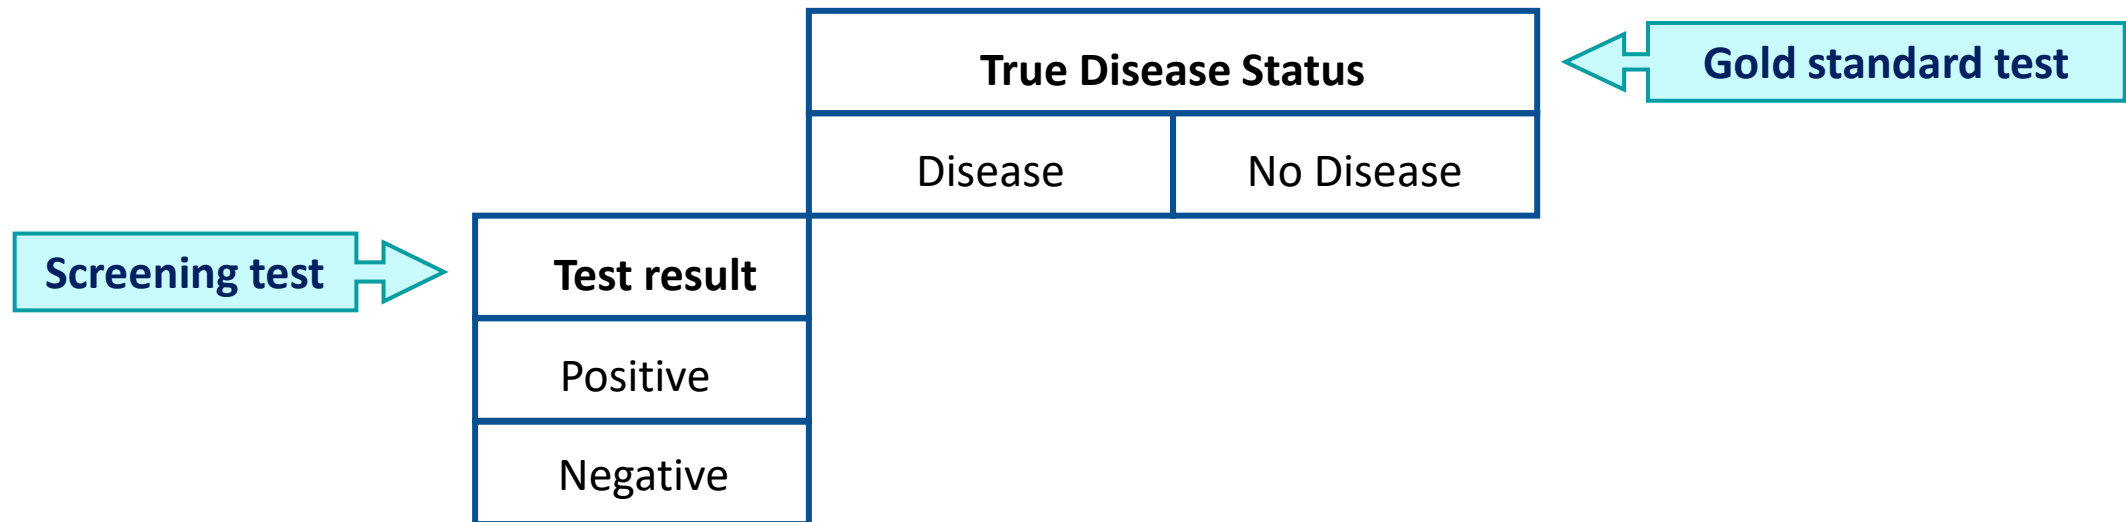 True Disease Status
Gold standard test
Disease
No Disease
Screening test
Test result
Positive
Negative